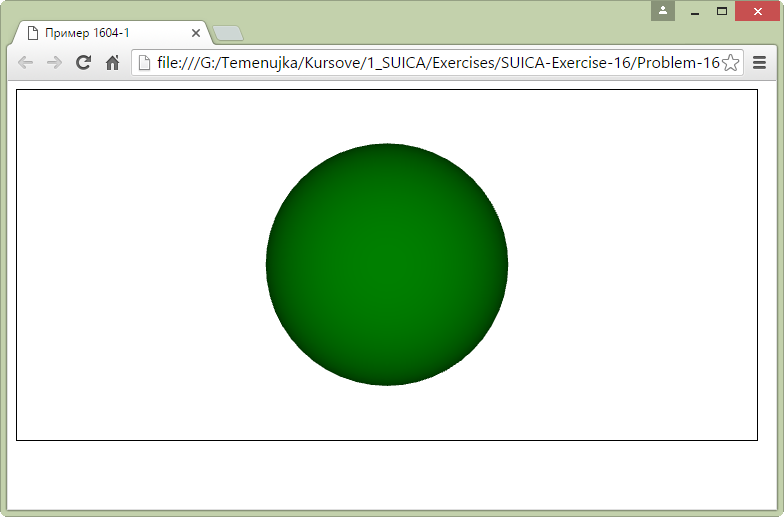 Пример 1604-1
file:///G:/Temenujka/Kursove/1_SUICA/Exercises/SUICA-Exercise-16/Problem-16